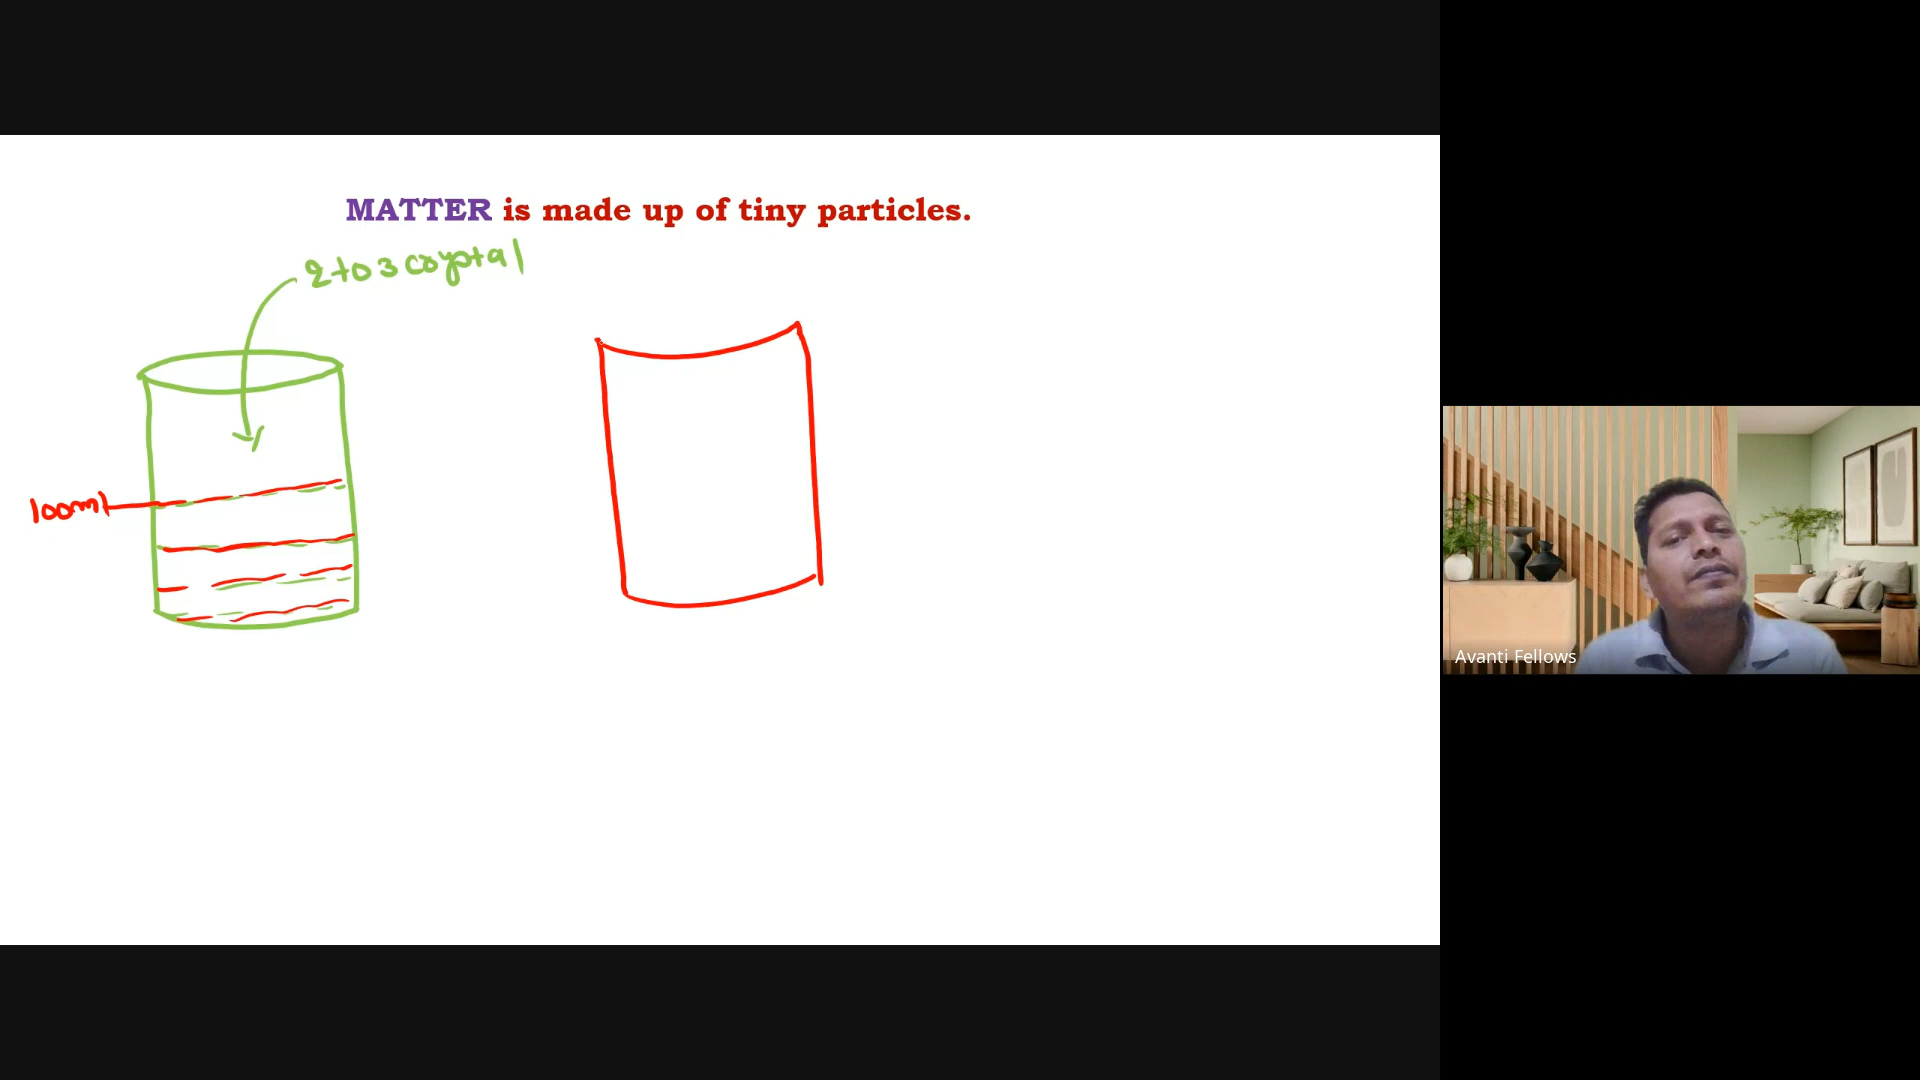 MATTER is made up of tiny particles.
2 to 3 crystal
100ml
Avanti Fellows